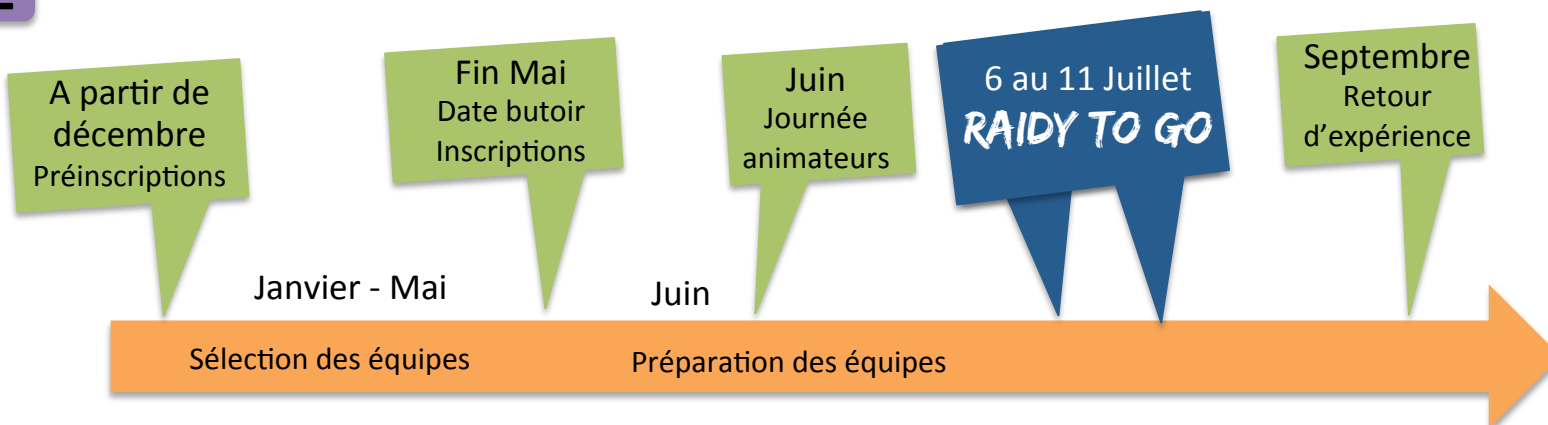 A partir de
décembre
Préinscriptions
Fin Mai
Date butoir
Inscriptions
Juin
Journée
animateurs
6 au 11 Juillet
RAIDY TO GO
Septembre
Retour
d'expérience
Janvier - Mai
Juin
Sélection des équipes
Préparation des équipes